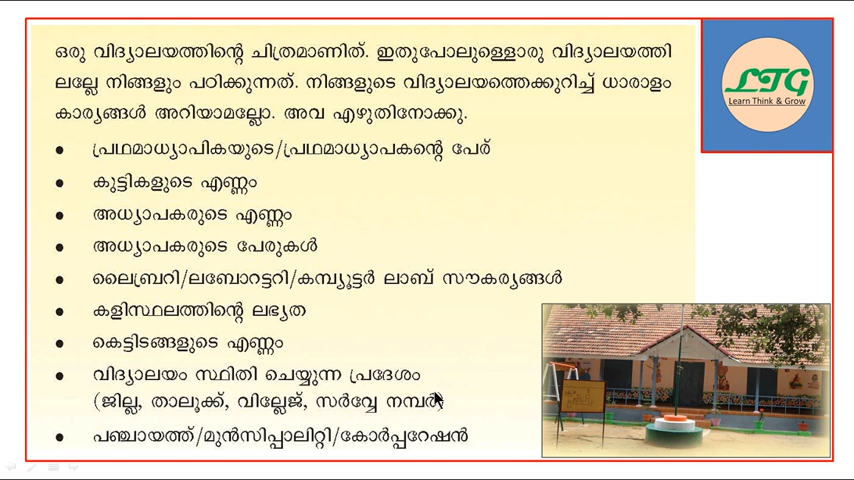 ഒരു വിദ്യാലയത്തിന്റെ ചിത്രമാണിത്. ഇതുപോലുള്ളൊരു വിദ്യാലയത്തി
ലല്ലേ നിങ്ങളും പഠിക്കുന്നത്. നിങ്ങളുടെ വിദ്യാലയത്തെക്കുറിച്ച് ധാരാളം
കാര്യങ്ങൾ അറിയാമല്ലോ. അവ എഴുതിനോക്കൂ.
• പ്രഥമാധ്യാപികയുടെ/പ്രഥമാധ്യാപകന്റെ പേര്
• കുട്ടികളുടെ എണ്ണം
• അധ്യാപകരുടെ എണ്ണം
• അധ്യാപകരുടെ പേരുകൾ
• ലൈബ്രറി/ലബോറട്ടറി/കമ്പ്യൂട്ടർ ലാബ് സൗകര്യങ്ങൾ
• കളിസ്ഥലത്തിന്റെ ലഭ്യത
• കെട്ടിടങ്ങളുടെ എണ്ണം
• വിദ്യാലയം സ്ഥിതി ചെയ്യുന്ന പ്രദേശം
(ജില്ല, താലൂക്ക്, വില്ലേജ്, സർവ്വേ നമ്പർ)
• പഞ്ചായത്ത്/മുൻസിപ്പാലിറ്റി/കോർപ്പറേഷൻ
LTG
Learn Think & Grow